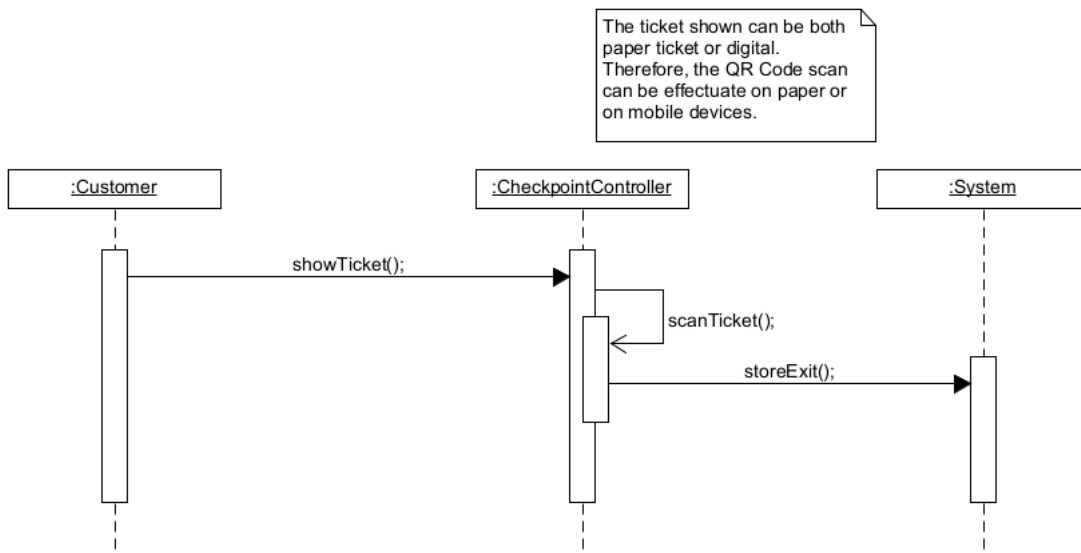 The ticket shown can be both
paper ticket or digital.
Therefore, the QR Code scan
can be effectuate on paper or
on mobile devices.
:Customer
:CheckpointController
:System
showTicket();
scanTicket();
storeExit();